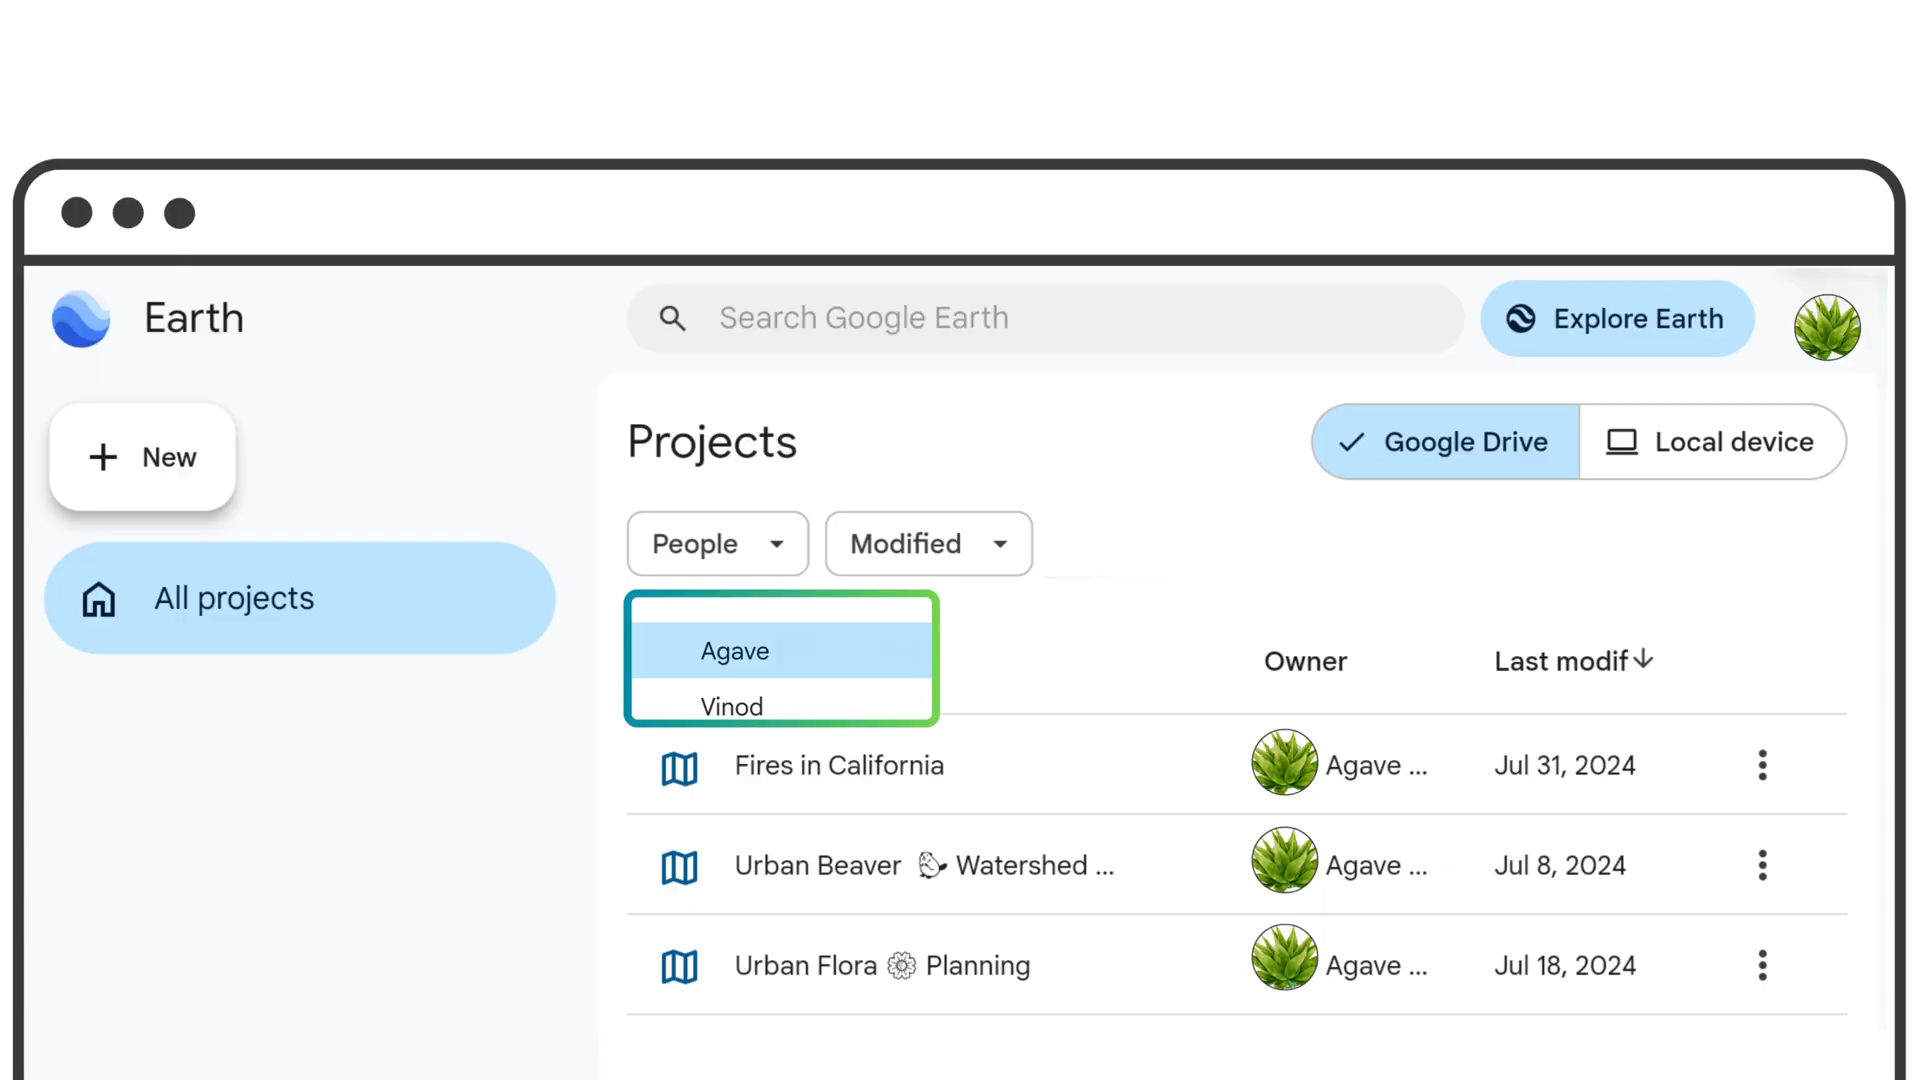 Earth
Search Google Earth
Explore Earth
New
All projects
Projects
Google Drive
Local device
People
Modified
Agave
Vinod
Owner
Last modif
Fires in California
Agave ...
Jul 31, 2024
Urban Beaver Watershed ...
Agave ...
Jul 8, 2024
Urban Flora Planning
Agave ...
Jul 18, 2024